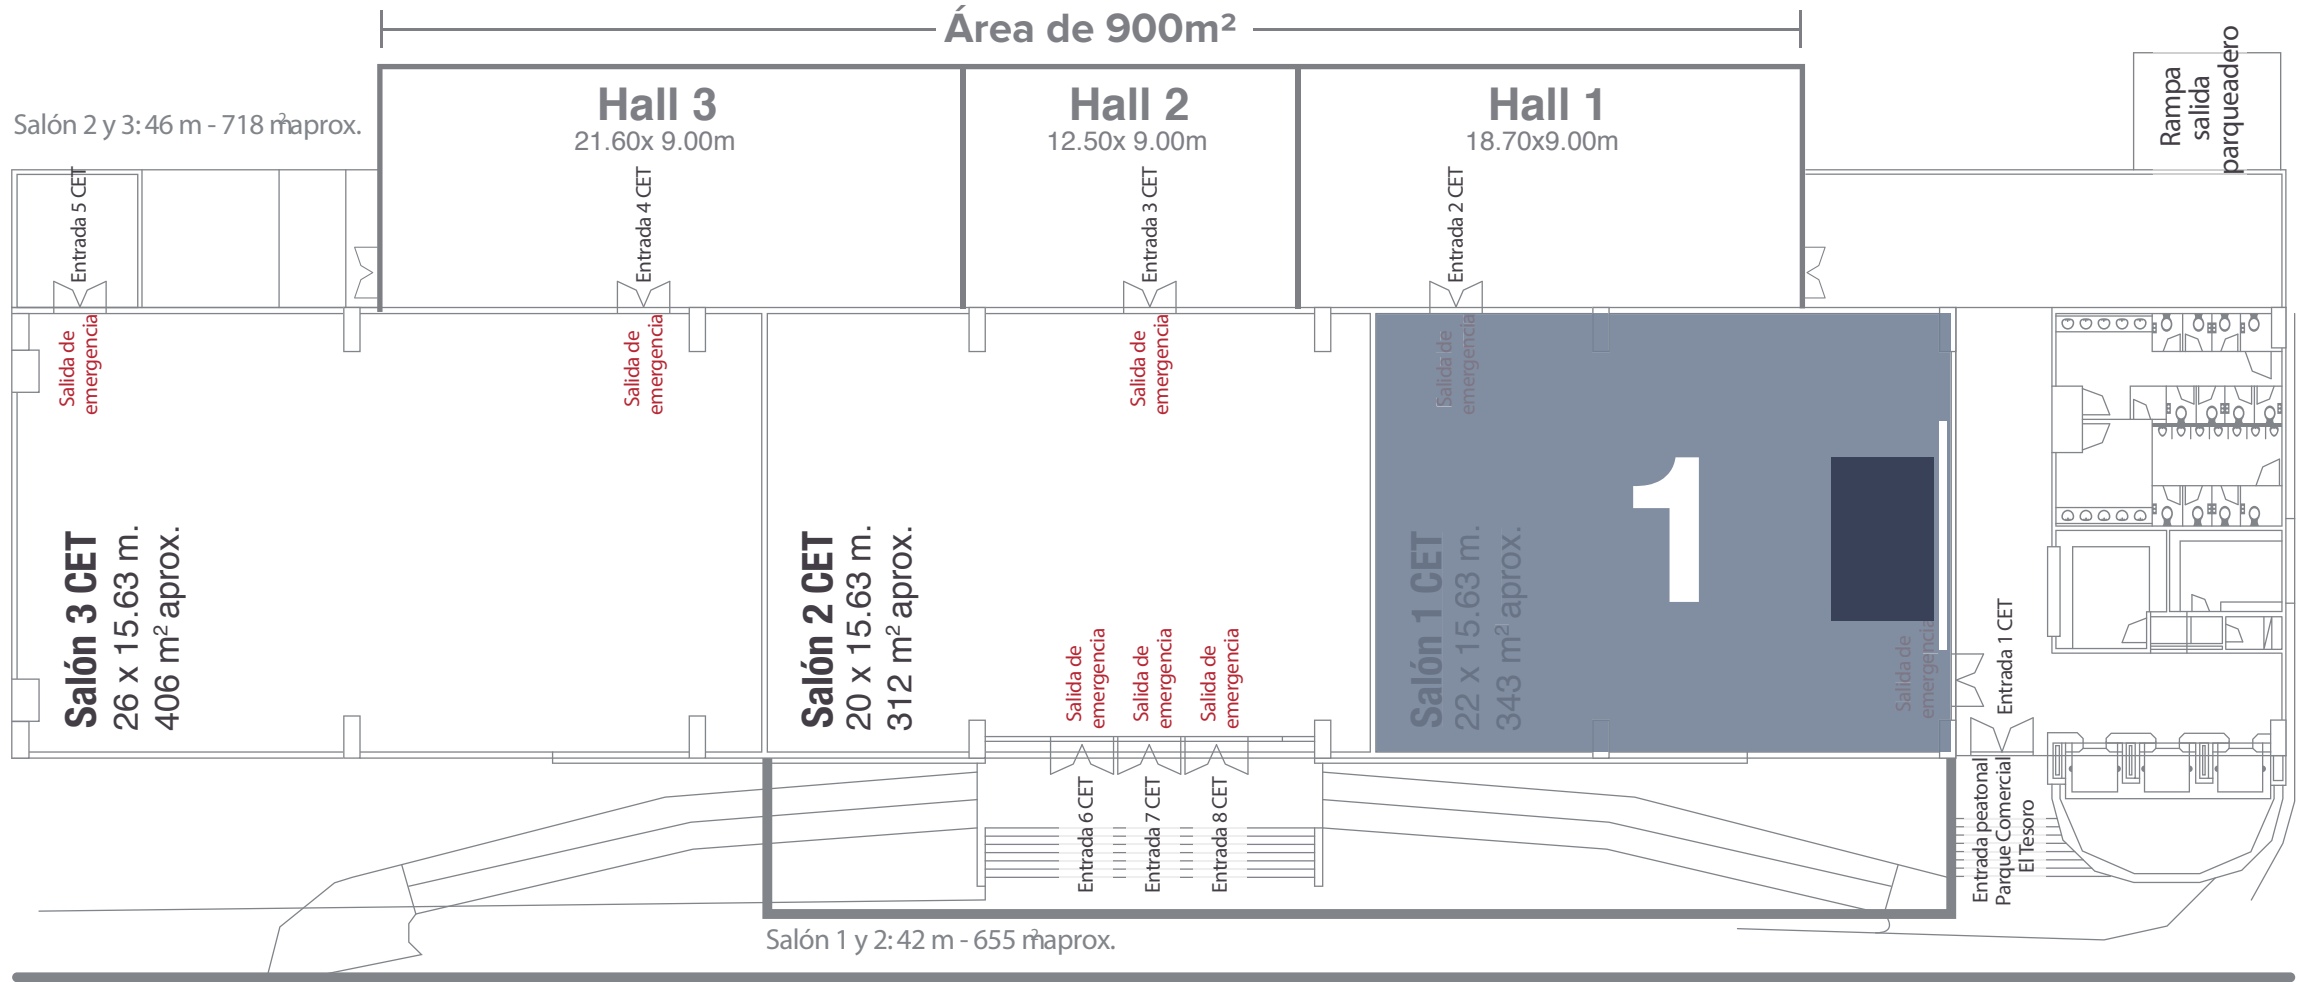 Área de 900m²
Hall 3
21.60x 9.00m
Hall 2
12.50x 9.00m
Hall 1
18.70x9.00m
Rampa
salida
parqueadero
Salón 2 y 3: 46 m - 718 m² aprox.
Entrada 5 CET
Entrada 4 CET
Entrada 3 CET
Entrada 2 CET
Salida de
emergencia
Salida de
emergencia
Salida de
emergencia
Salida de
emergencia
Salón 3 CET
26 x 15.63 m.
406 m² aprox.
Salón 2 CET
20 x 15.63 m.
312 m² aprox.
Salida de
emergencia
Salida de
emergencia
Salida de
emergencia
Salón 1 CET
22 x 15.63 m.
343 m² aprox.
1
Salida de
emergencia
Entrada 1 CET
Entrada 6 CET
Entrada 7 CET
Entrada 8 CET
Entrada peatonal
Parque Comercial
El Tesoro
Salón 1 y 2: 42 m - 655 m² aprox.